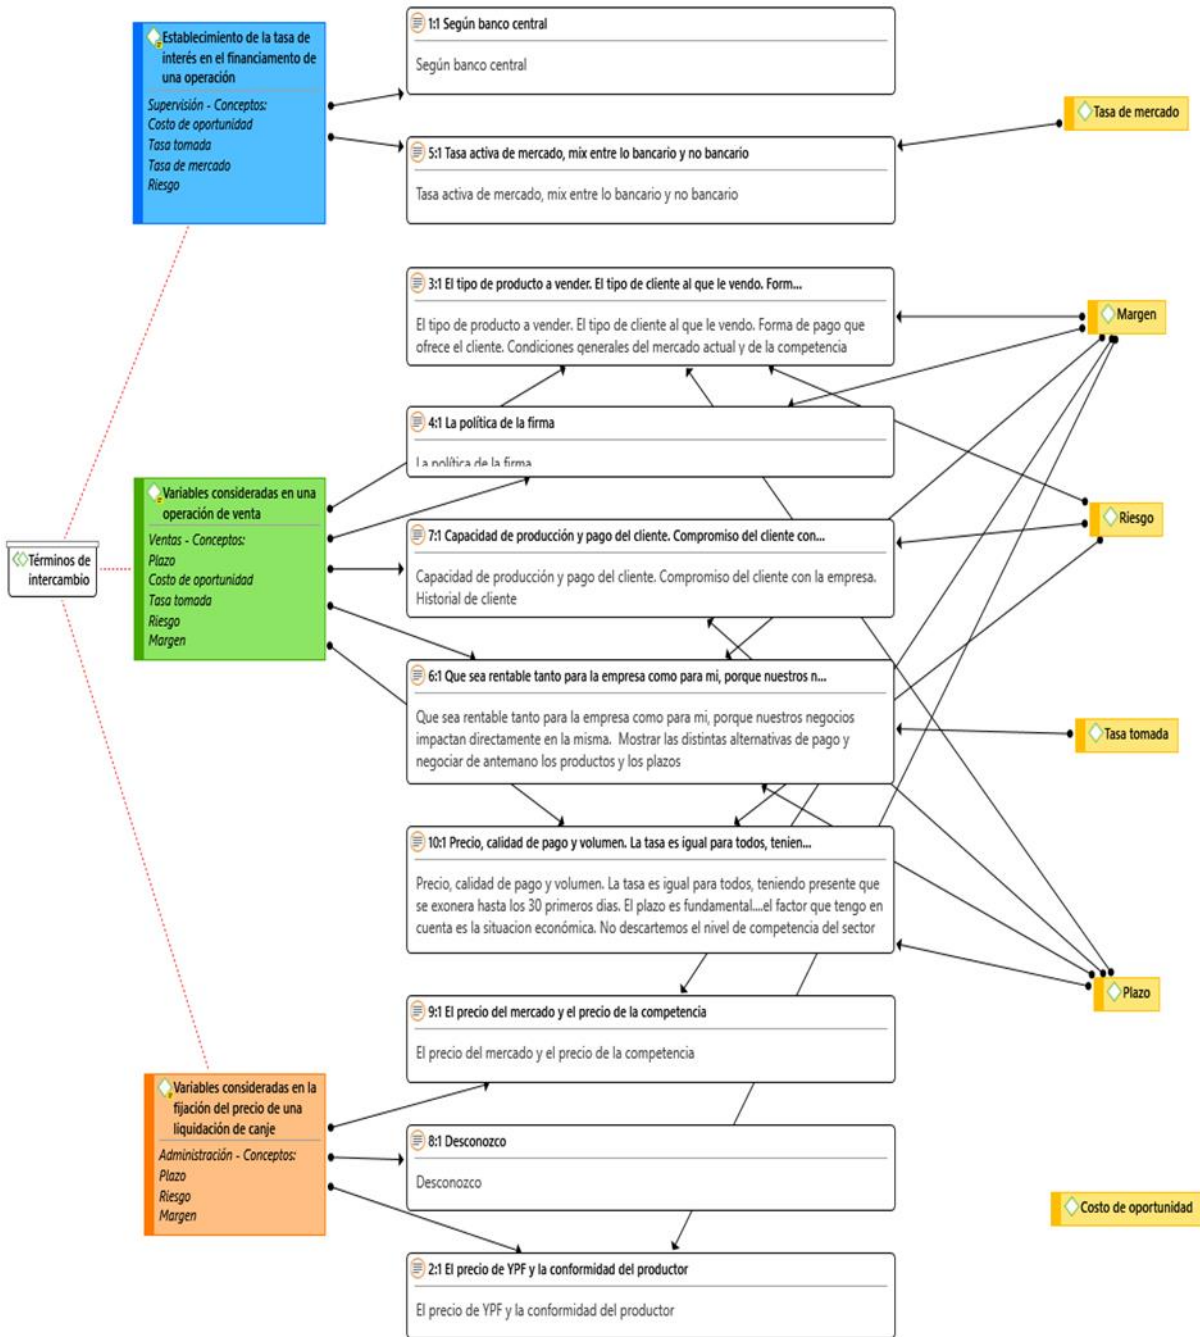 Establecimiento de la tasa de
interés en el financiamento de
una operación
Supervisión - Conceptos:
Costo de oportunidad
Tasa tomada
Tasa de mercado
Riesgo
1:1 Según banco central
Según banco central
5:1 Tasa activa de mercado, mix entre lo bancario y no bancario
Tasa activa de mercado, mix entre lo bancario y no bancario
Tasa de mercado
3:1 El tipo de producto a vender. El tipo de cliente al que le vendo. Form...
El tipo de producto a vender. El tipo de cliente al que le vendo. Forma de pago que
ofrece el cliente. Condiciones generales del mercado actual y de la competencia
Margen
4:1 La política de la firma
La política de la firma
Términos de
intercambio
Variables consideradas en una
operación de venta
Ventas - Conceptos:
Plazo
Costo de oportunidad
Tasa tomada
Riesgo
Margen
7:1 Capacidad de producción y pago del cliente. Compromiso del cliente con...
Capacidad de producción y pago del cliente. Compromiso del cliente con la empresa.
Historial de cliente
Riesgo
6:1 Que sea rentable tanto para la empresa como para mi, porque nuestros n...
Que sea rentable tanto para la empresa como para mi, porque nuestros negocios
impactan directamente en la misma. Mostrar las distintas alternativas de pago y
negociar de antemano los productos y los plazos
Tasa tomada
10:1 Precio, calidad de pago y volumen. La tasa es igual para todos, tenien...
Precio, calidad de pago y volumen. La tasa es igual para todos, teniendo presente que
se exonera hasta los 30 primeros dias. El plazo es fundamental....el factor que tengo en
cuenta es la situacion económica. No descartemos el nivel de competencia del sector
Plazo
9:1 El precio del mercado y el precio de la competencia
El precio del mercado y el precio de la competencia
Variables consideradas en la
fijación del precio de una
liquidación de canje
Administración - Conceptos:
Plazo
Riesgo
Margen
8:1 Desconozco
Desconozco
Costo de oportunidad
2:1 El precio de YPF y la conformidad del productor
El precio de YPF y la conformidad del productor